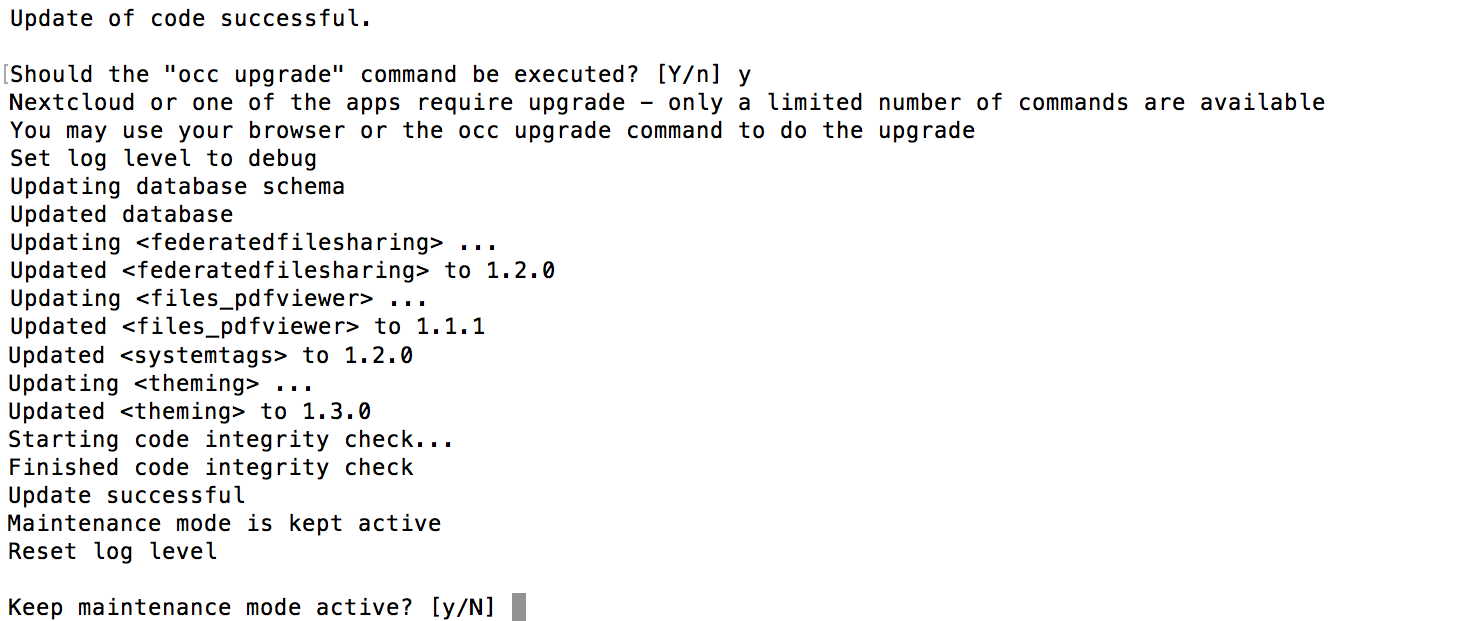 Update of code successful.
[Should the "occ upgrade" command be executed? [Y/n] y
Nextcloud or one of the apps require upgrade – only a limited number of commands are available
You may use your browser or the occ upgrade command to do the upgrade
Set log level to debug
Updating database schema
Updated database
Updating <federatedfilesharing> ...
Updated <federatedfilesharing> to 1.2.0
Updating <files_pdfviewer> ...
Updated <files_pdfviewer> to 1.1.1
Updated <systemtags> to 1.2.0
Updating <theming> ...
Updated <theming> to 1.3.0
Starting code integrity check...
Finished code integrity check
Update successful
Maintenance mode is kept active
Reset log level
Keep maintenance mode active? [y/N]